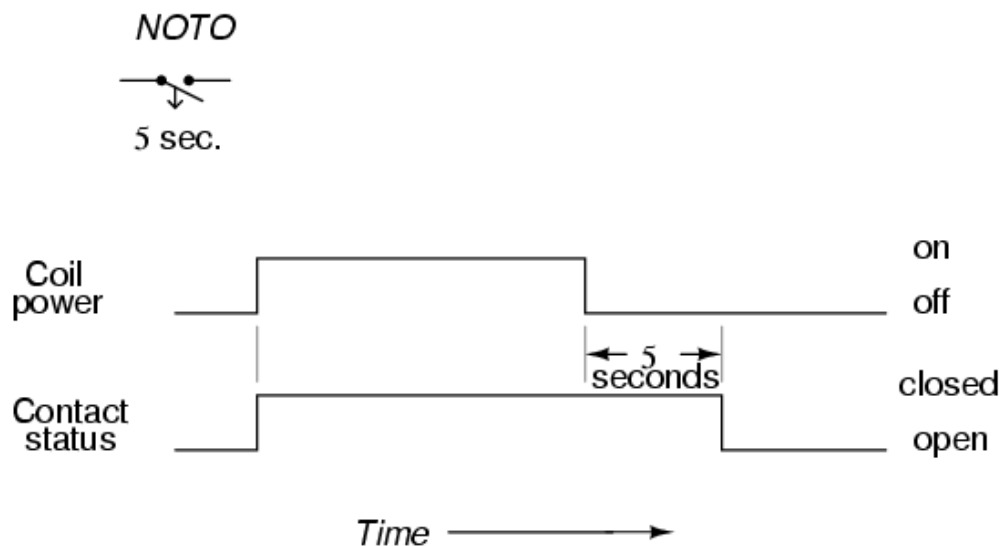 NOTO
5 sec.
Coil
power
on
off
5
seconds
Contact
status
closed
open
Time